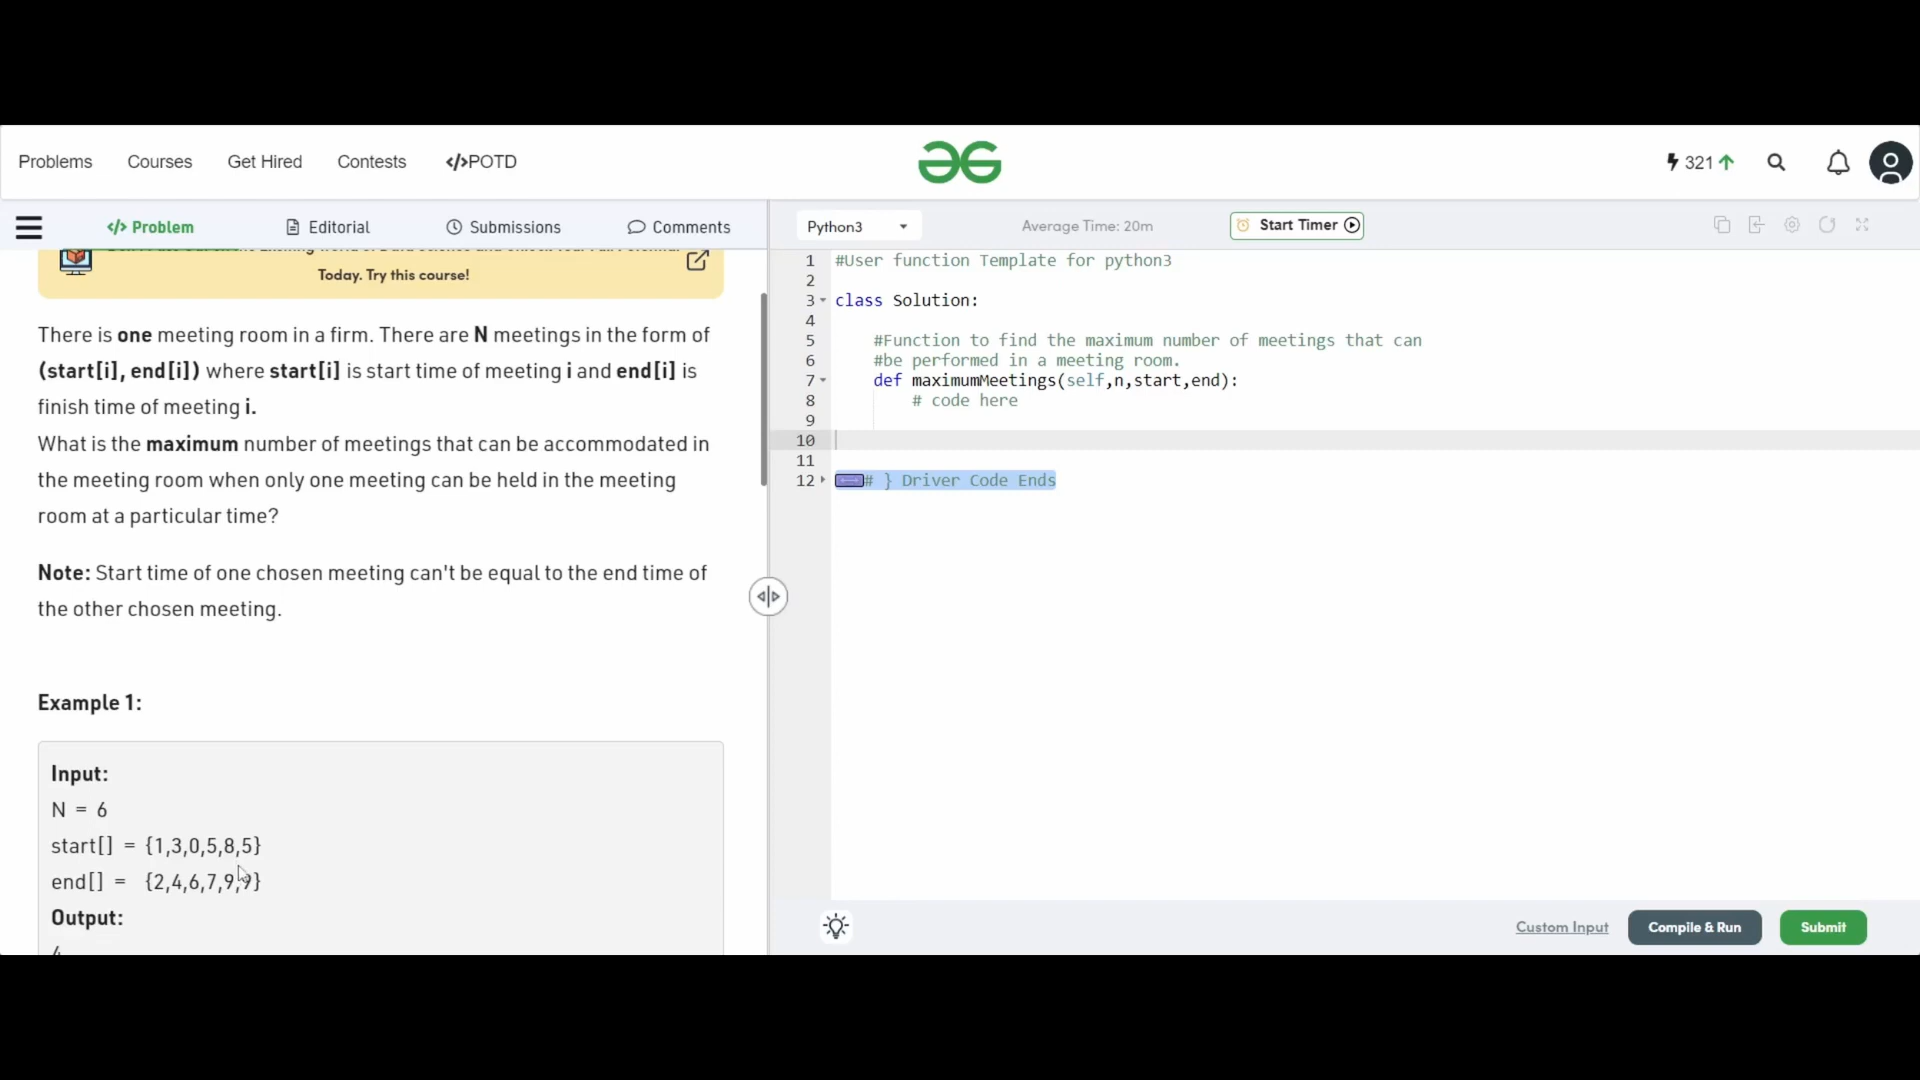 Problems Courses Get Hired Contests </>POTD
321
</> Problem Editorial Submissions Comments
Python3 Average Time: 20m Start Timer
Today. Try this course!
There is one meeting room in a firm. There are N meetings in the form of
(start[i], end[i]) where start[i] is start time of meeting i and end[i] is
finish time of meeting i.
What is the maximum number of meetings that can be accommodated in
the meeting room when only one meeting can be held in the meeting
room at a particular time?
Note: Start time of one chosen meeting can't be equal to the end time of
the other chosen meeting.
Example 1:
Input:
N = 6
start[] = {1,3,0,5,8,5}
end[] = {2,4,6,7,9,9}
Output:
1 #User function Template for python3
2
3 class Solution:
4
5 #Function to find the maximum number of meetings that can
6 #be performed in a meeting room.
7 def maximumMeetings(self,n,start,end):
8 # code here
9
10
11
12 # } Driver Code Ends
Custom Input Compile & Run Submit